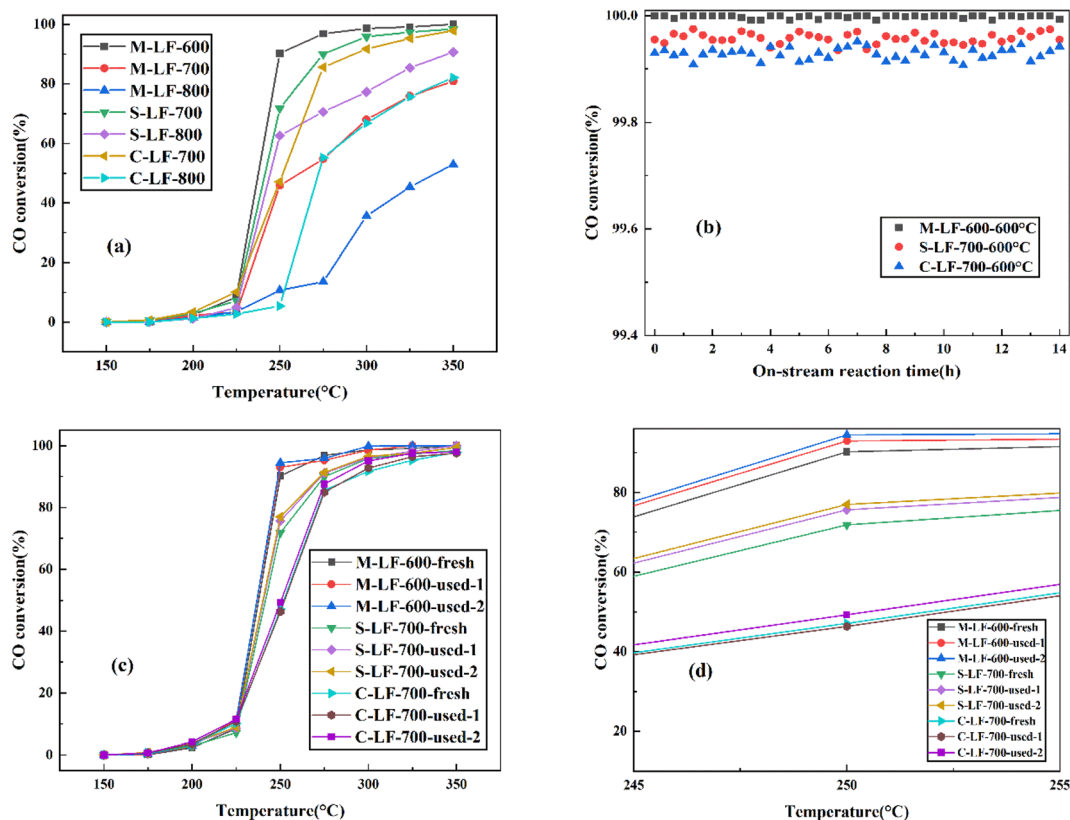 100
80
60
40
20
0
CO conversion(%)
M-LF-600
M-LF-700
M-LF-800
S-LF-700
S-LF-800
C-LF-700
C-LF-800
(a)
150
200
250
300
350
Temperature(°C)
100.0
99.8
99.6
99.4
CO conversion(%)
(b)
M-LF-600-600°C
S-LF-700-600°C
C-LF-700-600°C
0
2
4
6
8
10
12
14
On-stream reaction time(h)
100
80
60
40
20
0
CO conversion(%)
M-LF-600-fresh
M-LF-600-used-1
M-LF-600-used-2
S-LF-700-fresh
S-LF-700-used-1
S-LF-700-used-2
C-LF-700-fresh
C-LF-700-used-1
C-LF-700-used-2
(c)
150
200
250
300
350
Temperature(°C)
80
60
40
20
CO conversion(%)
(d)
M-LF-600-fresh
M-LF-600-used-1
M-LF-600-used-2
S-LF-700-fresh
S-LF-700-used-1
S-LF-700-used-2
C-LF-700-fresh
C-LF-700-used-1
C-LF-700-used-2
245
250
255
Temperature(°C)